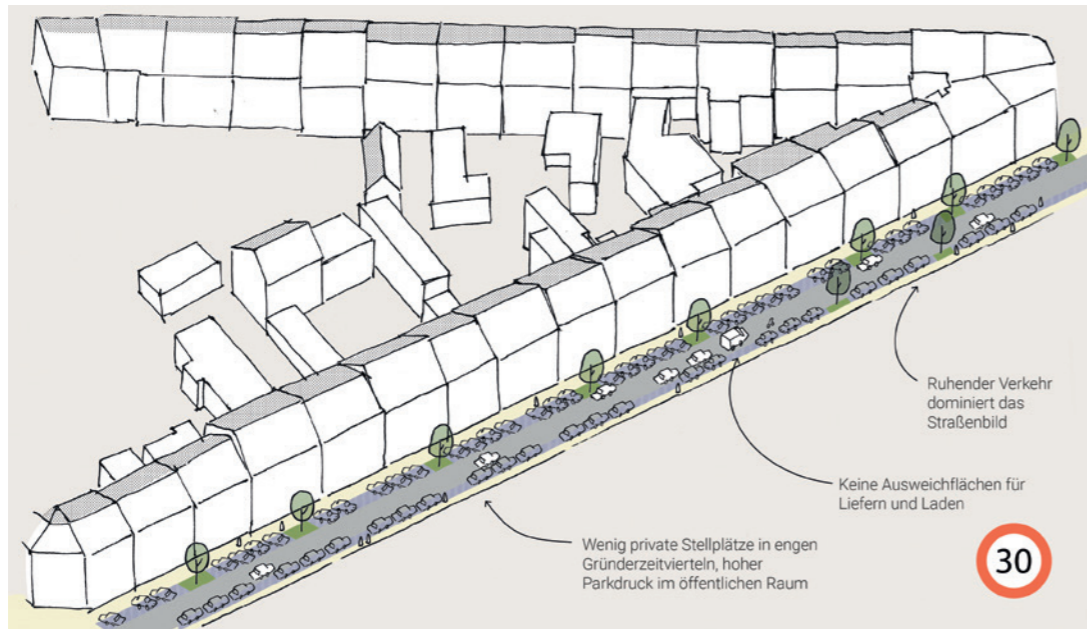 Ruhender Verkehr
dominiert das
Straßenbild
Keine Ausweichflächen für
Liefern und Laden
Wenig private Stellplätze in engen
Gründerzeitvierteln, hoher
Parkdruck im öffentlichen Raum
30